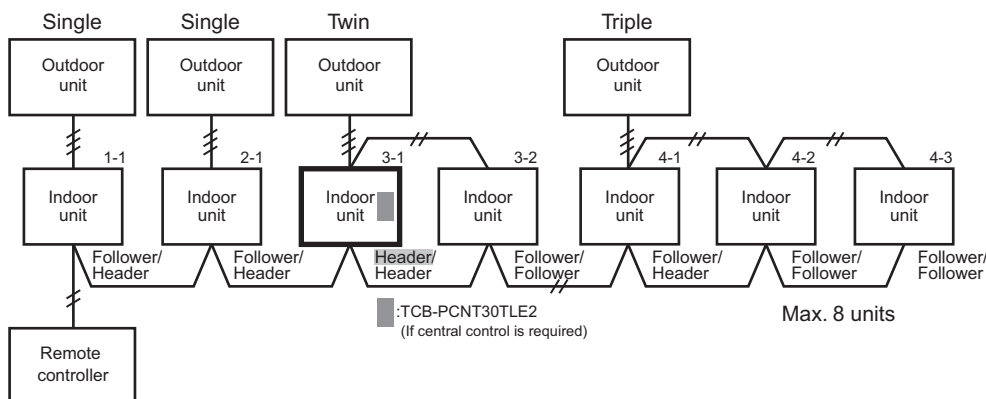 Single
Single
Twin
Triple
Outdoor
unit
Outdoor
unit
Outdoor
unit
Outdoor
unit
1-1
2-1
3-1
3-2
4-1
4-2
4-3
Indoor
unit
Indoor
unit
Indoor
unit
Indoor
unit
Indoor
unit
Indoor
unit
Indoor
unit
Follower/
Header
Follower/
Header
Header/
Header
Follower/
Follower
Follower/
Header
Follower/
Follower
Follower/
Follower
:TCB-PCNT30TLE2
(If central control is required)
Max. 8 units
Remote
controller